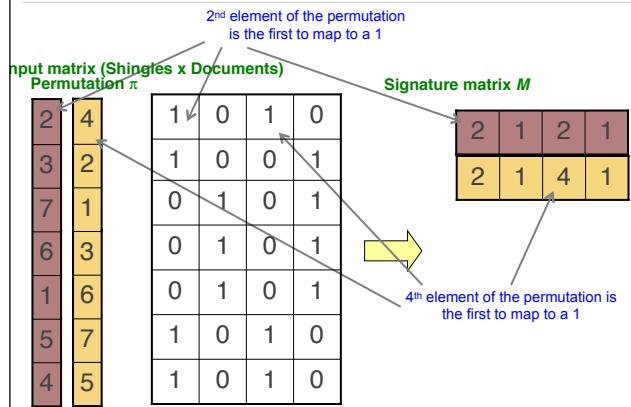 2nd element of the permutation
is the first to map to a 1
nput matrix (Shingles x Documents)
Permutation π
Signature matrix M
2 4 1 0 1 0
3 2 1 0 0 1
7 1 0 1 0 1
6 3 0 1 0 1
1 6 0 1 0 1
5 7 1 0 1 0
4 5 1 0 1 0
2 1 2 1
2 1 4 1
4th element of the permutation is
the first to map to a 1